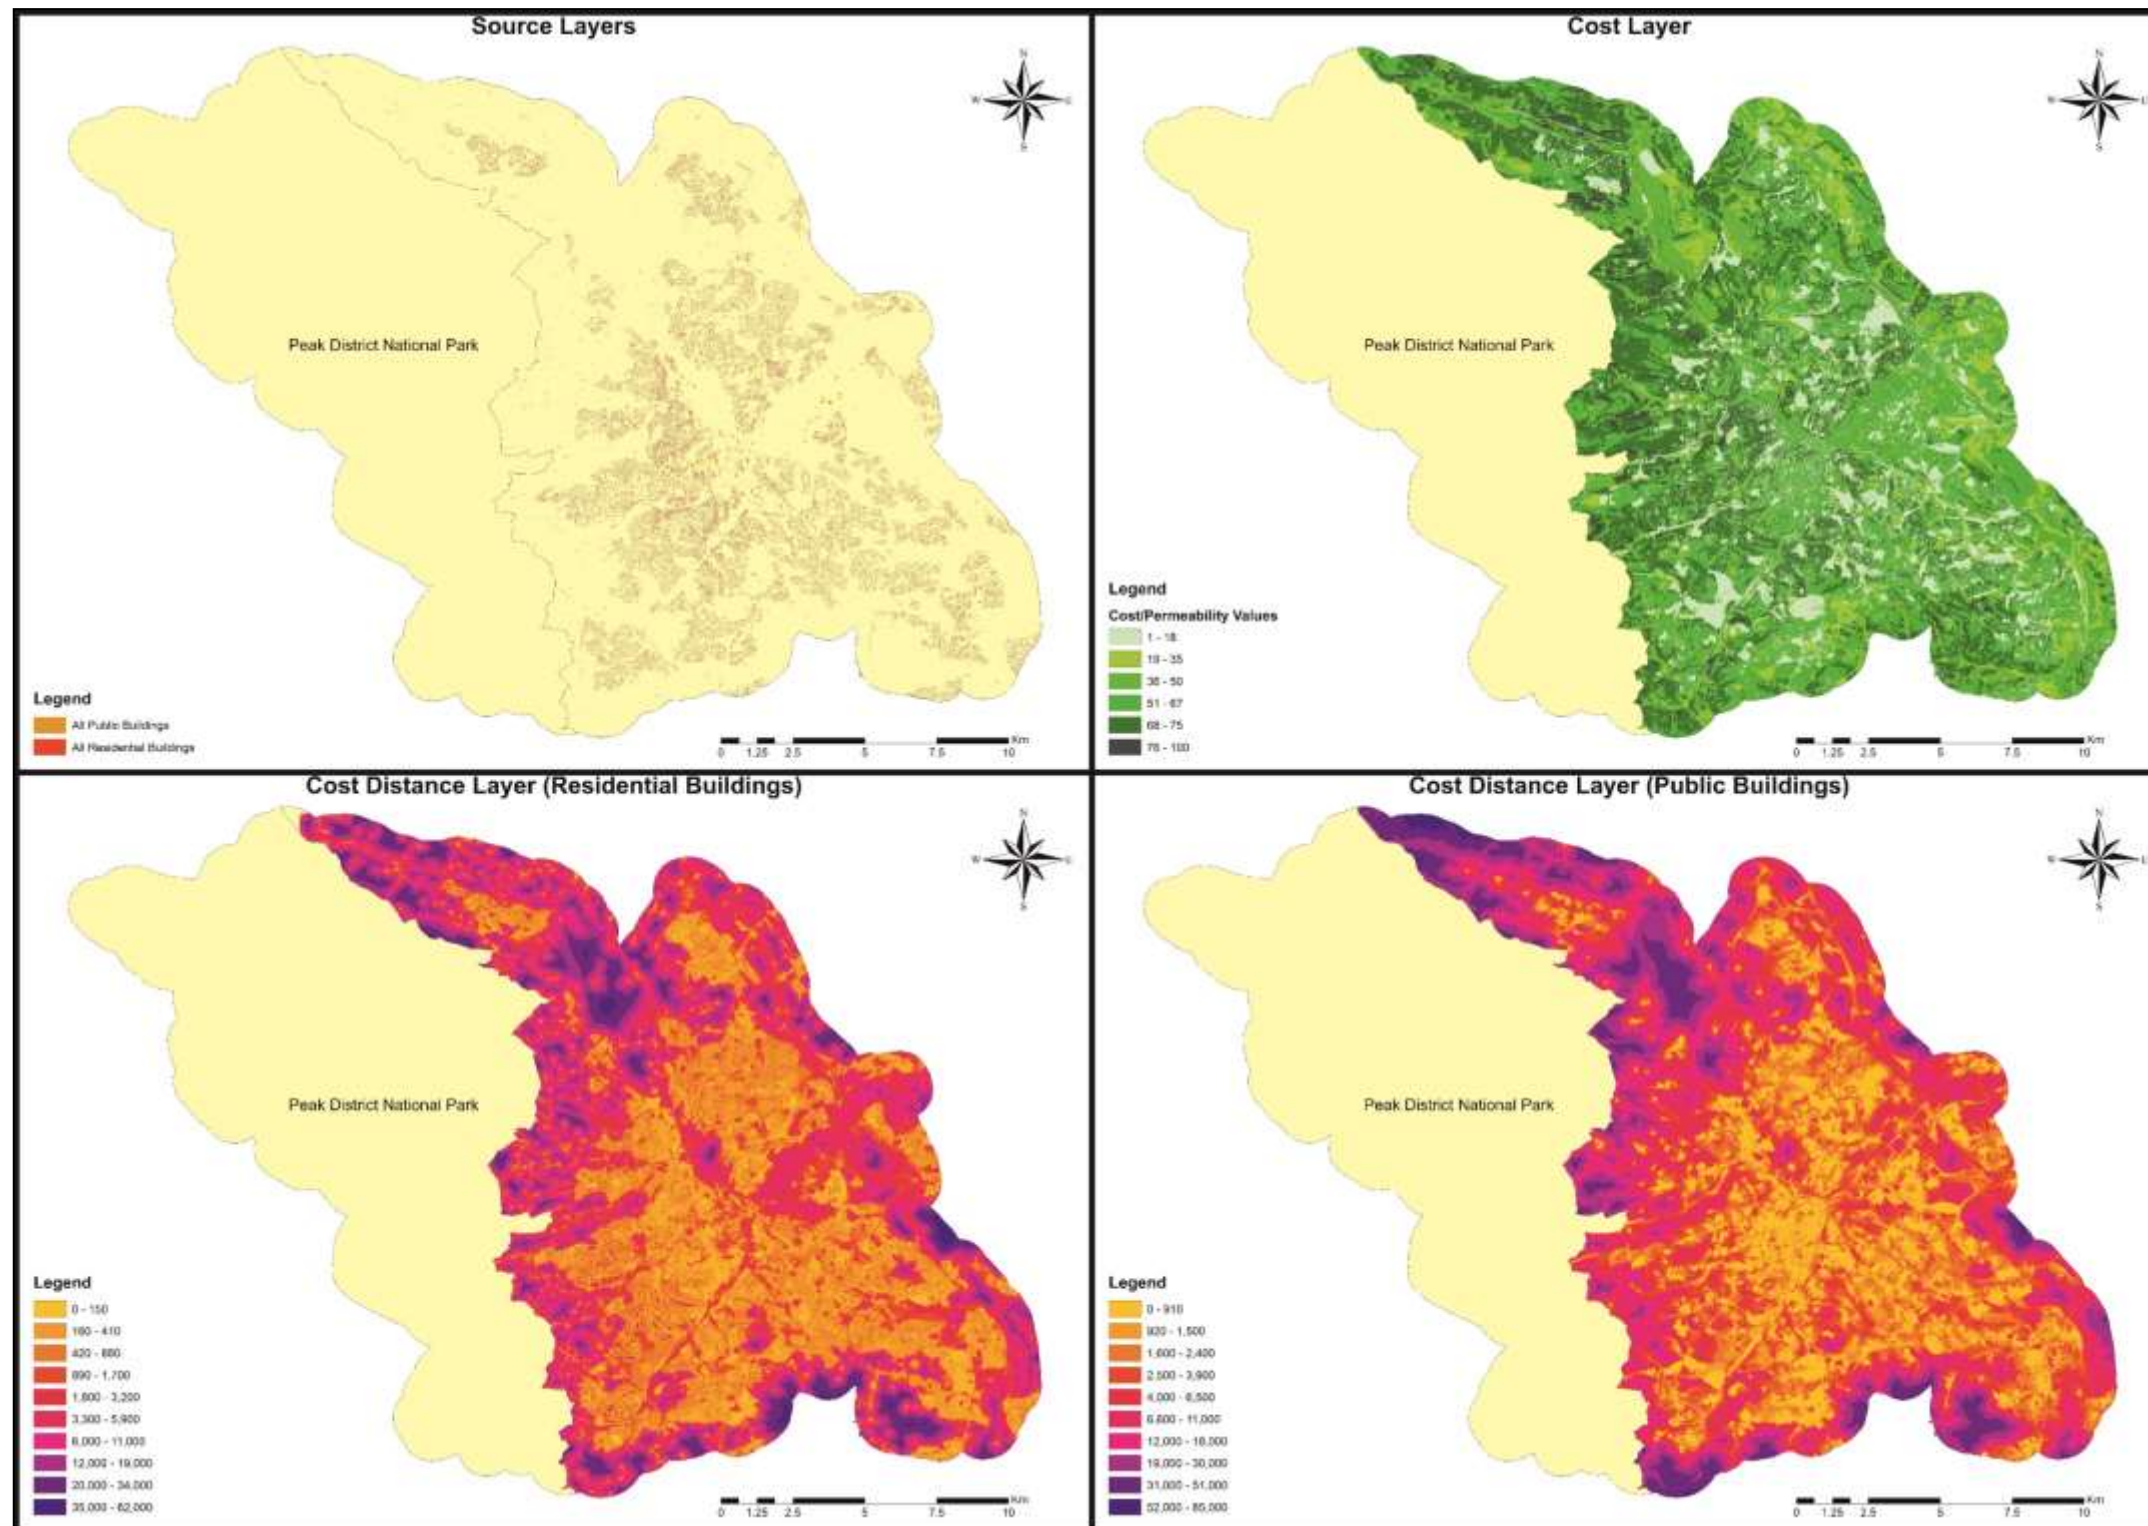 Source Layers
N
W
E
S
Peak District National Park
Legend
All Public Buildings
All Residential Buildings
Km
0 1.25 2.5 5 7.5 10
Cost Layer
N
W
S
Peak District National Park
Legend
Cost/Permeability Values
1 - 18
19 - 35
36 - 50
51 - 67
68 - 75
76 - 100
Km
0 1.25 2.5 5 7.5 10
Cost Distance Layer (Residential Buildings)
N
W
E
S
Peak District National Park
Legend
0 - 150
160 - 410
420 - 880
890 - 1,700
1,800 - 3,200
3,300 - 5,900
6,000 - 11,000
12,000 - 19,000
20,000 - 34,000
35,000 - 62,000
Km
0 1.25 2.5 5 7.5 10
Cost Distance Layer (Public Buildings)
N
W
S
Peak District National Park
Legend
0 - 910
920 - 1,500
1,600 - 2,400
2,500 - 3,900
4,000 - 6,500
6,600 - 11,000
12,000 - 18,000
19,000 - 30,000
31,000 - 51,000
52,000 - 85,000
Km
0 1.25 2.5 5 7.5 10